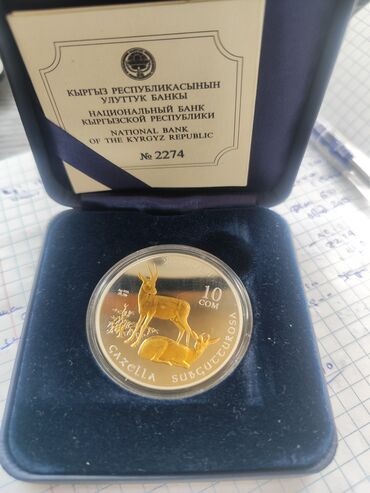 КЫРГЫЗ РЕСПУБЛИКАСЫНЫН
УЛУТТУК БАНКЫ
НАЦИОНАЛЬНЫЙ БАНК
КЫРГЫЗСКОЙ РЕСПУБЛИКИ
NATIONAL BANK
OF THE KYRGYZ REPUBLIC
№ 2274
10
СОМ
GAZELLA SUBGUTTUROSA